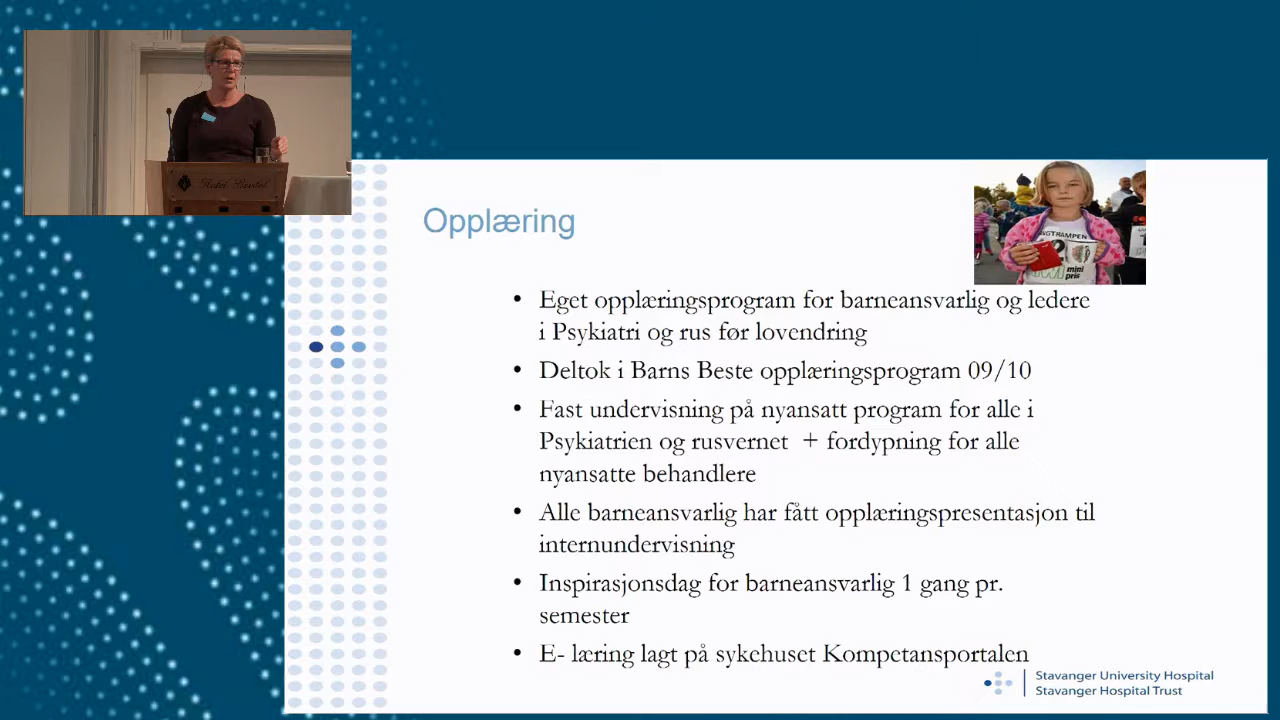 Opplæring
NGTRAMPEN
mini
pris
• Eget opplæringsprogram for barneansvarlig og ledere
i Psykiatri og rus før lovendring
• Deltok i Barns Beste opplæringsprogram 09/10
• Fast undervisning på nyansatt program for alle i
Psykiatrien og rusvernet + fordypning for alle
nyansatte behandlere
• Alle barneansvarlig har fått opplæringspresentasjon til
internundervisning
• Inspirasjonsdag for barneansvarlig 1 gang pr.
semester
• E- læring lagt på sykehuset Kompetansportalen
Stavanger University Hospital
Stavanger Hospital Trust